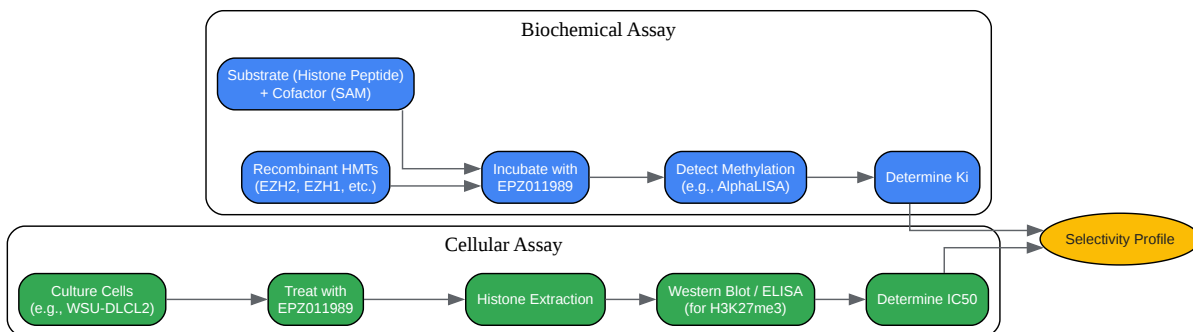 Biochemical Assay
Substrate (Histone Peptide)
+ Cofactor (SAM)
Recombinant HMTs
(EZH2, EZH1, etc.)
Incubate with
EPZ011989
Detect Methylation
(e.g., AlphaLISA)
Determine Ki
Selectivity Profile
Cellular Assay
Culture Cells
(e.g., WSU-DLCL2)
Treat with
EPZ011989
Histone Extraction
Western Blot / ELISA
(for H3K27me3)
Determine IC50